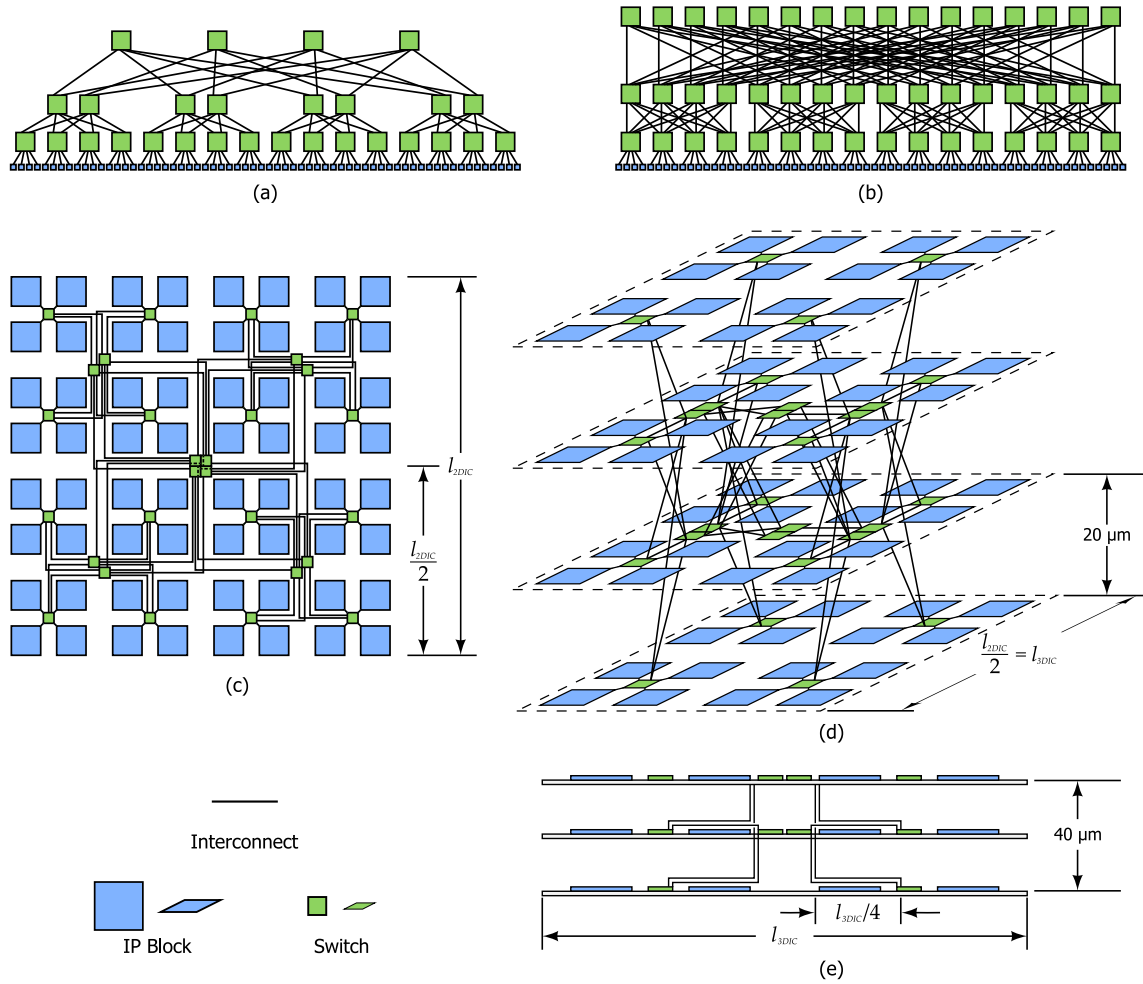 (a)
(b)
l2DIC
l2DIC
2
(c)
20 µm
l2DIC
2 = l3DIC
(d)
Interconnect
IP Block
Switch
40 µm
l3DIC/4
l3DIC
(e)